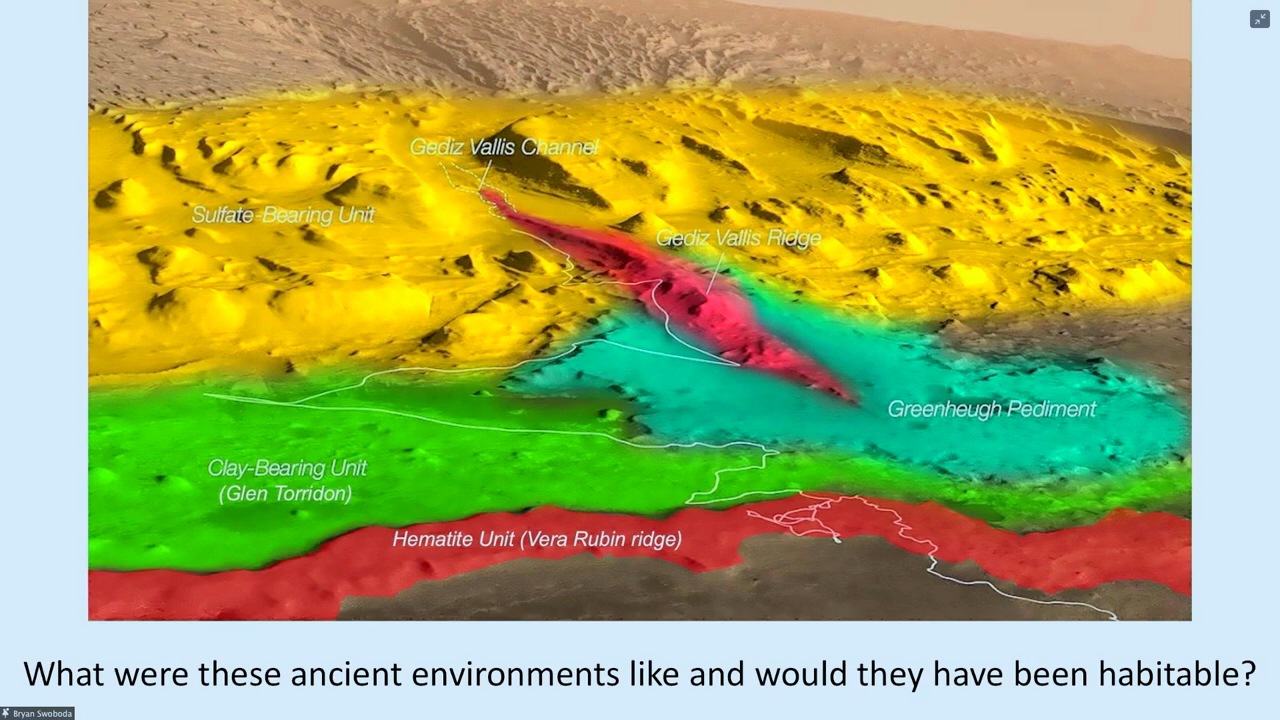 Gediz Vallis Channel
Sulfate-Bearing Unit
Gediz Vallis Ridge
Greenheugh Pediment
Clay-Bearing Unit
(Glen Torridon)
Hematite Unit (Vera Rubin ridge)
What were these ancient environments like and would they have been habitable?
Bryan Swoboda